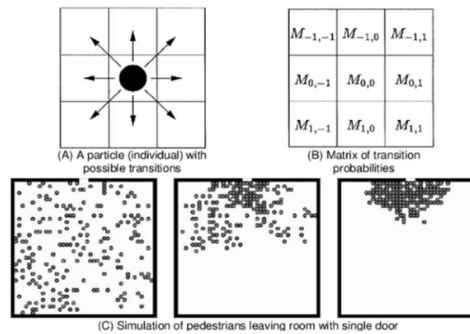 M₋₁,₋₁ M₋₁,₀ M₋₁,₁
M₀,₋₁ M₀,₀ M₀,₁
M₁,₋₁ M₁,₀ M₁,₁
(A) A particle (individual) with
possible transitions
(B) Matrix of transition
probabilities
(C) Simulation of pedestrians leaving room with single door